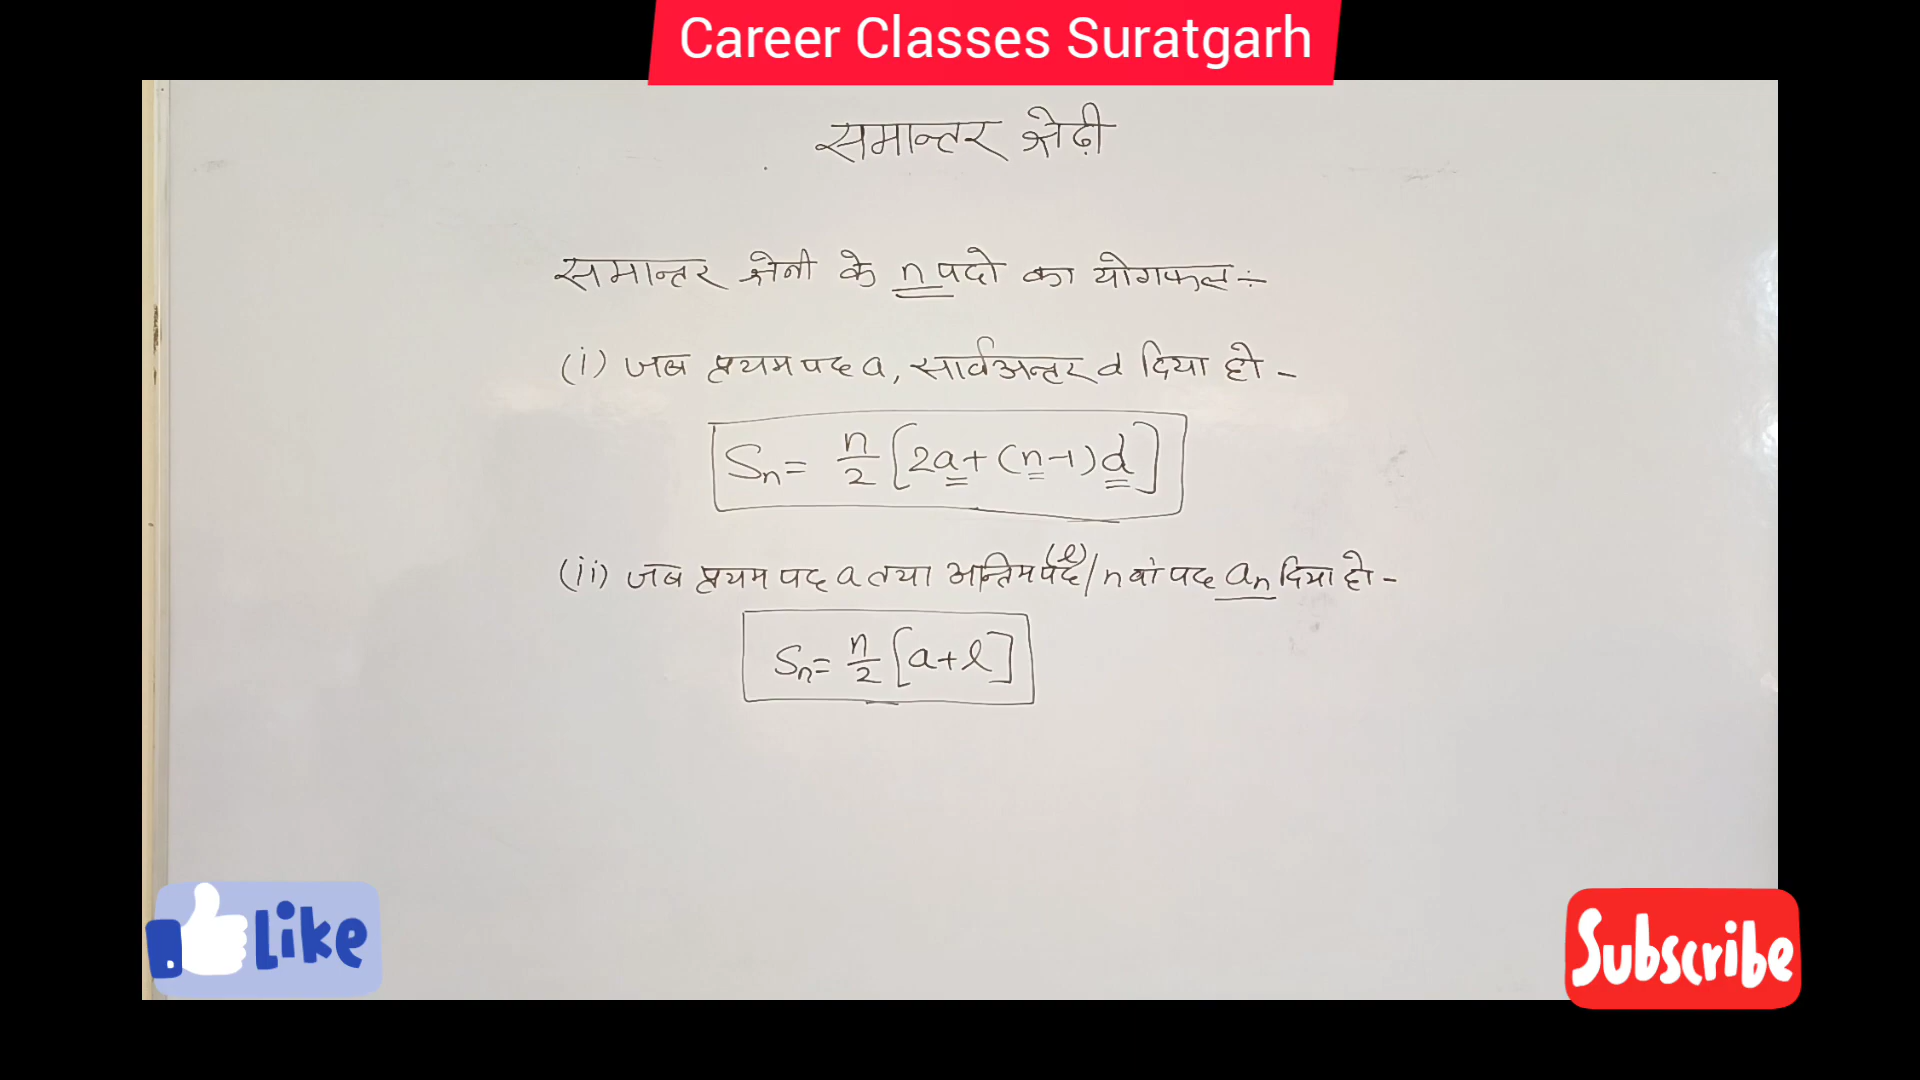 Career Classes Suratgarh
समान्तर श्रेढ़ी
समान्तर श्रेनी के n पदो का योगफल ÷
(i) जब प्रथम पद a, सार्वअन्तर d दिया हो -
Sn = n/2 [2a + (n-1)d]
(ii) जब प्रथम पद a तथा अन्तिम पद (l) / n वां पद an दिया हो -
Sn = n/2 [a+l]
Like
Subscribe